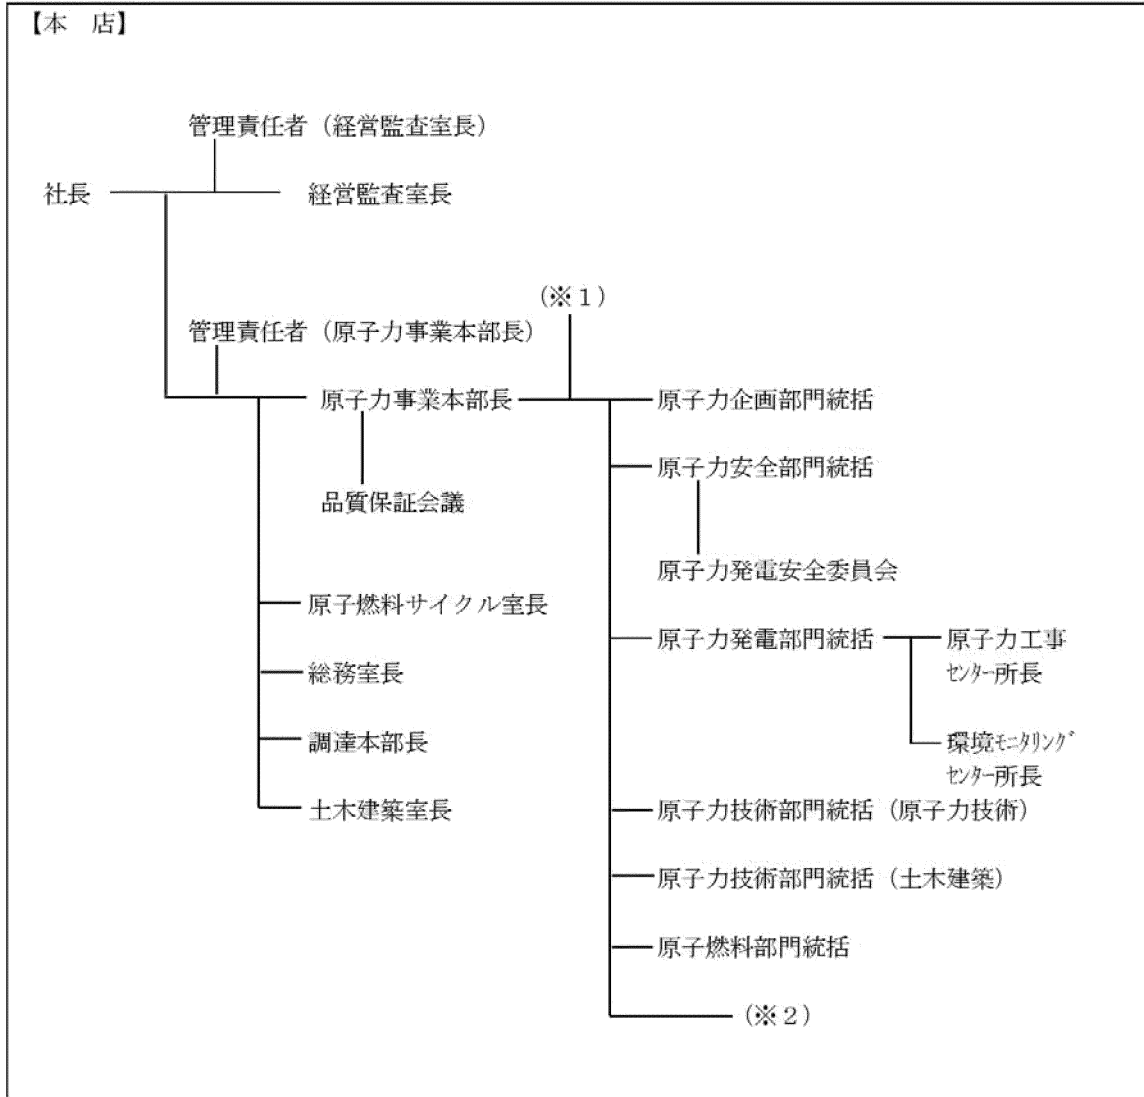 【本　店】
管理責任者（経営監査室長）
社長
経営監査室長
（※１）
管理責任者（原子力事業本部長）
原子力事業本部長
原子力企画部門統括
原子力安全部門統括
品質保証会議
原子力発電安全委員会
原子燃料サイクル室長
原子力発電部門統括
原子力工事
ｾﾝﾀｰ所長
総務室長
調達本部長
環境ﾓﾆﾀﾘﾝｸﾞ
ｾﾝﾀｰ所長
土木建築室長
原子力技術部門統括（原子力技術）
原子力技術部門統括（土木建築）
原子燃料部門統括
（※２）